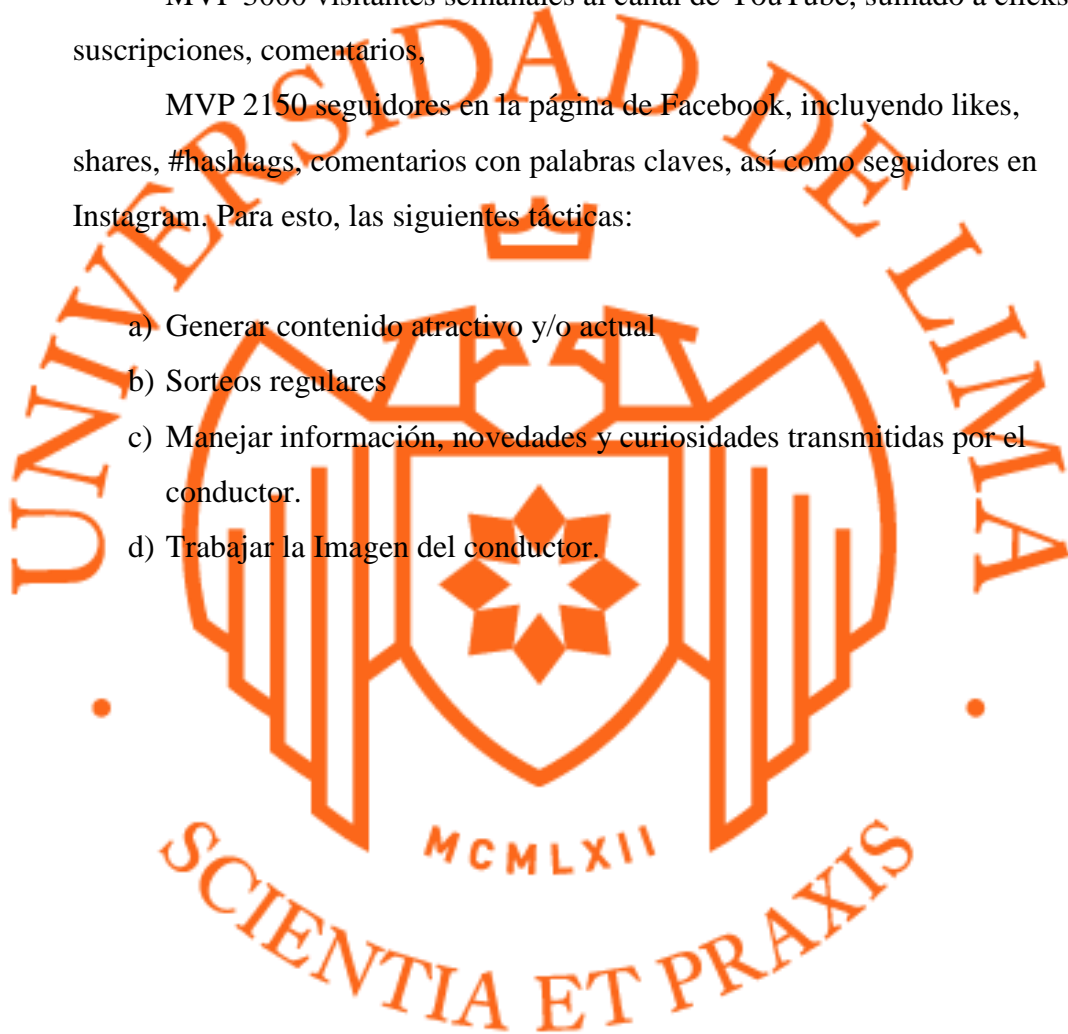 MVP 3000 visitantes semanales al canal de YouTube, sumado a clicks
suscripciones, comentarios,
MVP 2150 seguidores en la página de Facebook, incluyendo likes,
shares, #hashtags, comentarios con palabras claves, así como seguidores en
Instagram. Para esto, las siguientes tácticas:
a) Generar contenido atractivo y/o actual
b) Sorteos regulares
c) Manejar información, novedades y curiosidades transmitidas por el
conductor.
d) Trabajar la Imagen del conductor.
UNIVERSIDAD DE LIMA
MCMLXII
SCIENTIA ET PRAXIS